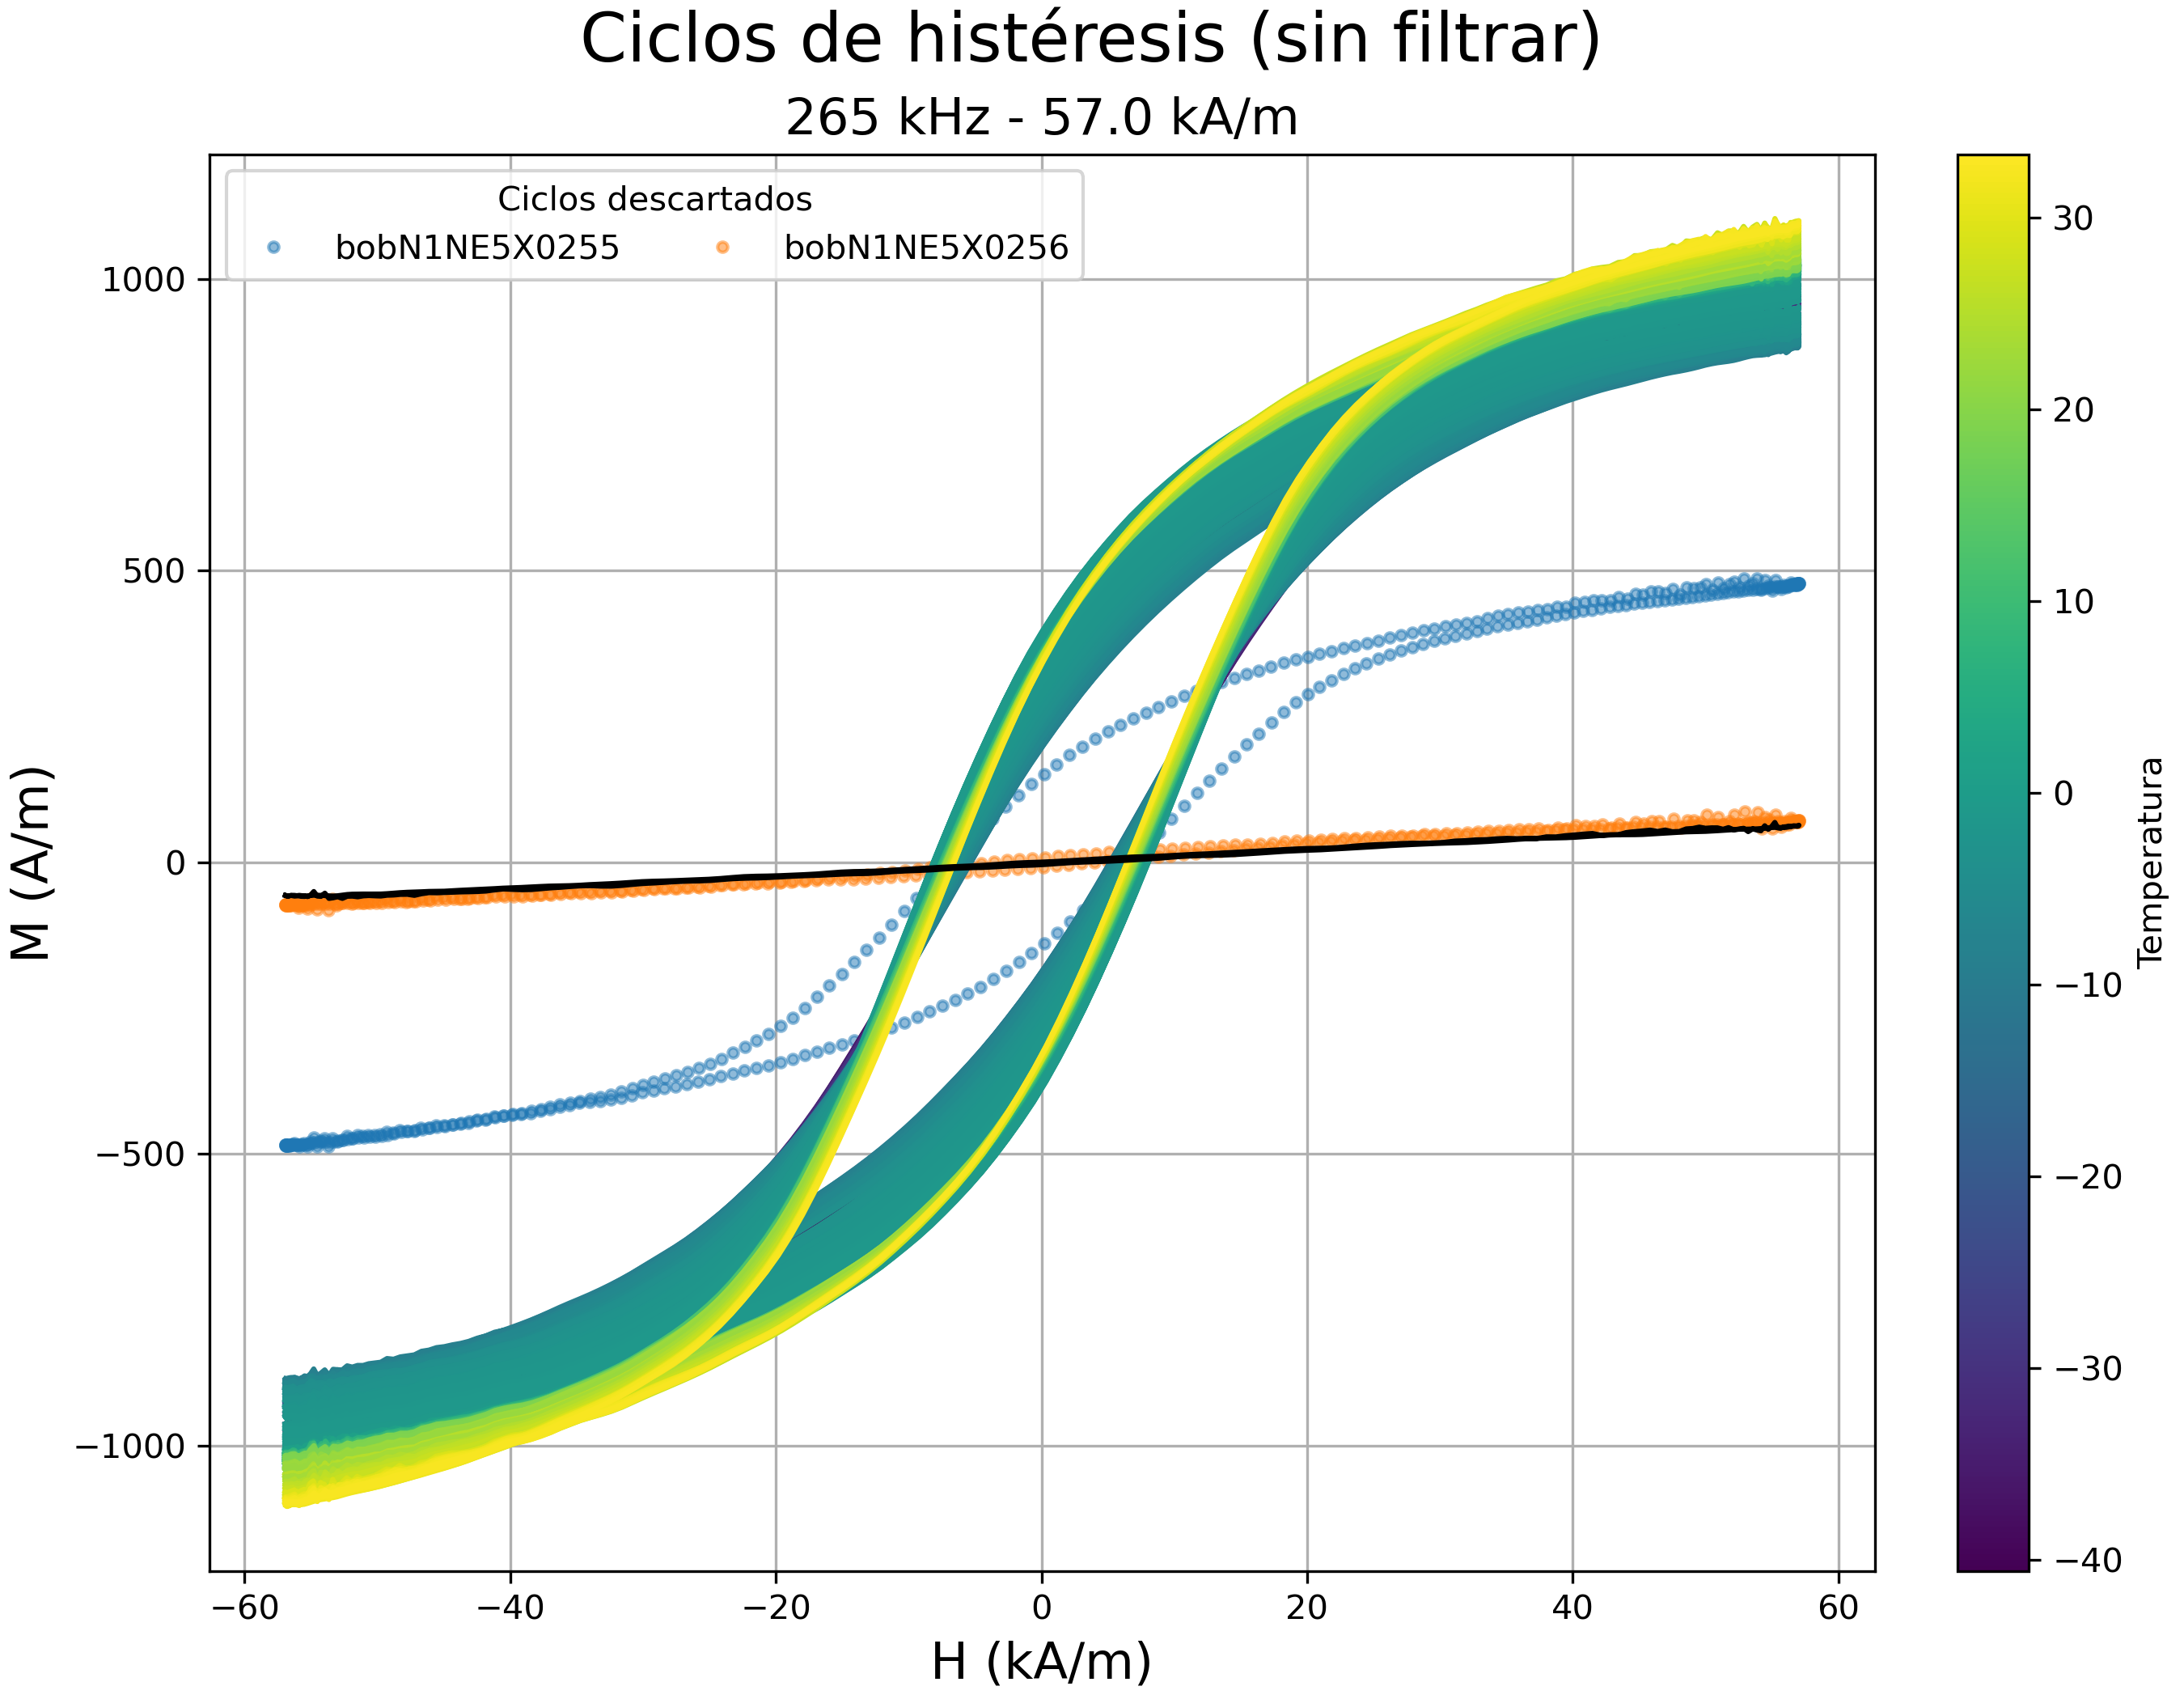 Ciclos de histéresis (sin filtrar)
265 kHz - 57.0 kA/m
Ciclos descartados
bobN1NE5X0255 bobN1NE5X0256
M (A/m)
1000
500
0
−500
−1000
−60 −40 −20 0 20 40 60
H (kA/m)
30
20
10
0
−10
−20
−30
−40
Temperatura